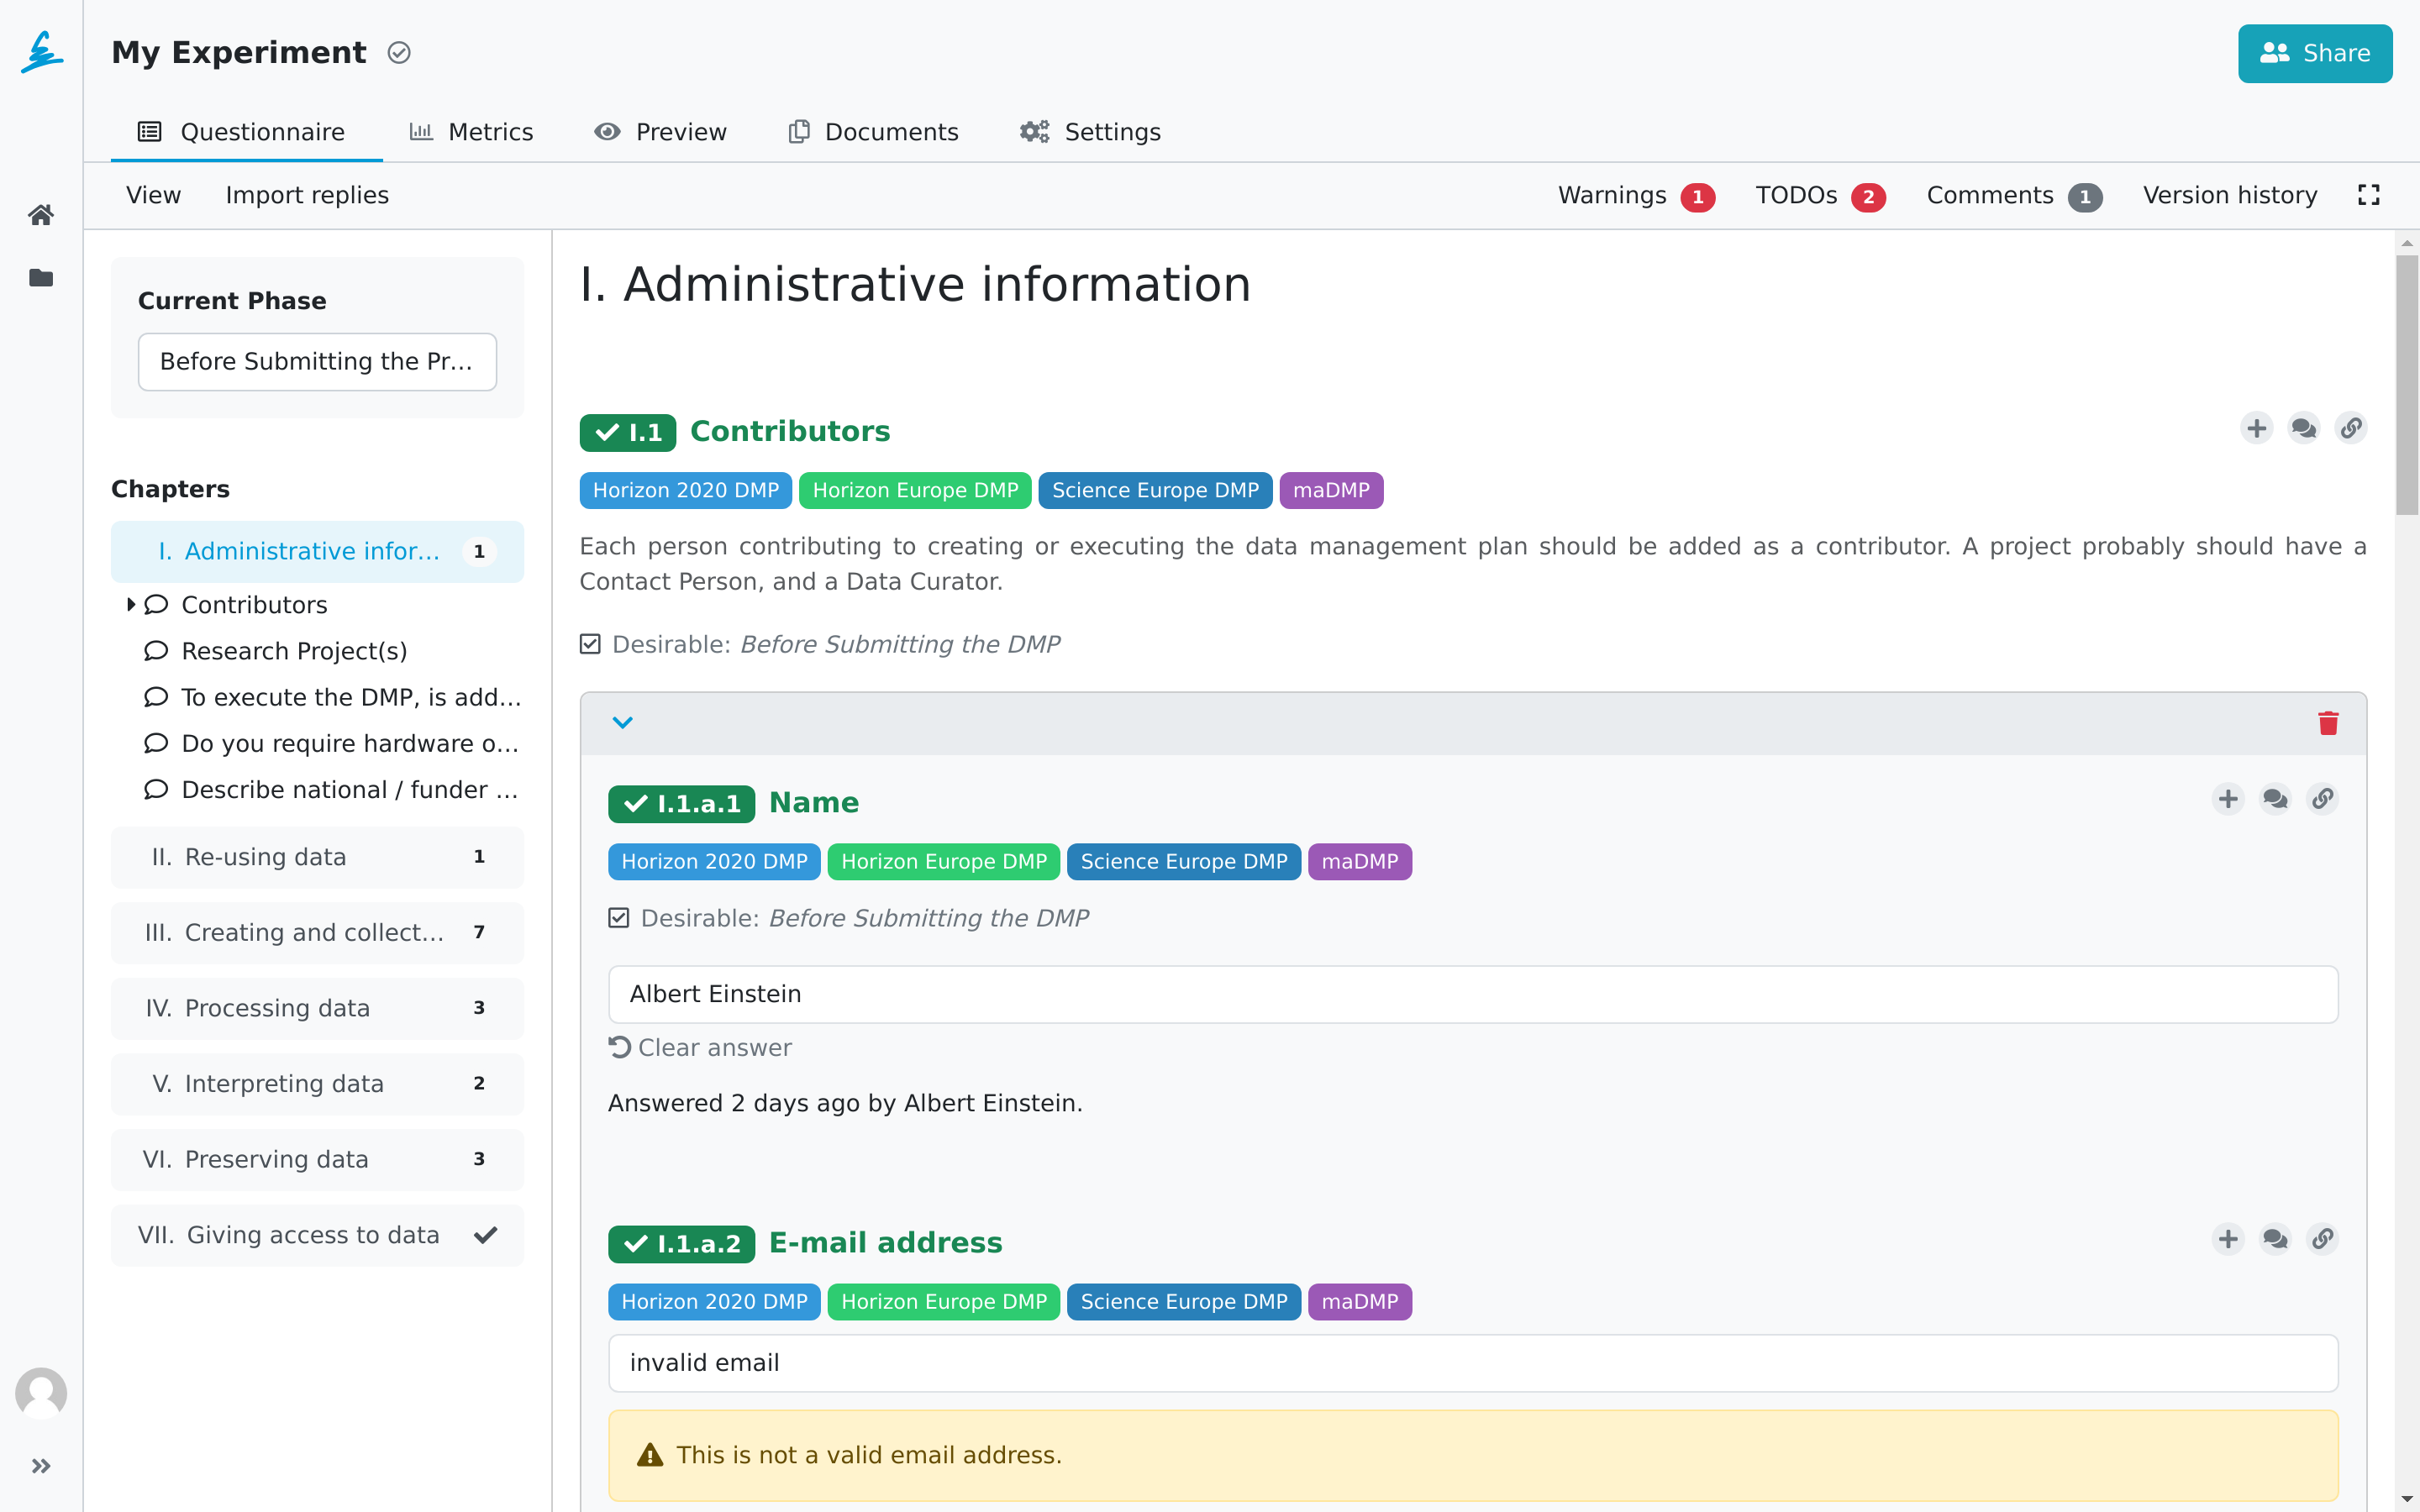 My Experiment
Share
Questionnaire
Metrics
Preview
Documents
Settings
View
Import replies
Warnings 1
TODOs 2
Comments 1
Version history
Current Phase
Before Submitting the Pr...
Chapters
I. Administrative infor... 1
Contributors
Research Project(s)
To execute the DMP, is add...
Do you require hardware o...
Describe national / funder ...
II. Re-using data 1
III. Creating and collect... 7
IV. Processing data 3
V. Interpreting data 2
VI. Preserving data 3
VII. Giving access to data
I. Administrative information
I.1 Contributors
Horizon 2020 DMP Horizon Europe DMP Science Europe DMP maDMP
Each person contributing to creating or executing the data management plan should be added as a contributor. A project probably should have a
Contact Person, and a Data Curator.
Desirable: Before Submitting the DMP
I.1.a.1 Name
Horizon 2020 DMP Horizon Europe DMP Science Europe DMP maDMP
Desirable: Before Submitting the DMP
Albert Einstein
Clear answer
Answered 2 days ago by Albert Einstein.
I.1.a.2 E-mail address
Horizon 2020 DMP Horizon Europe DMP Science Europe DMP maDMP
invalid email
This is not a valid email address.